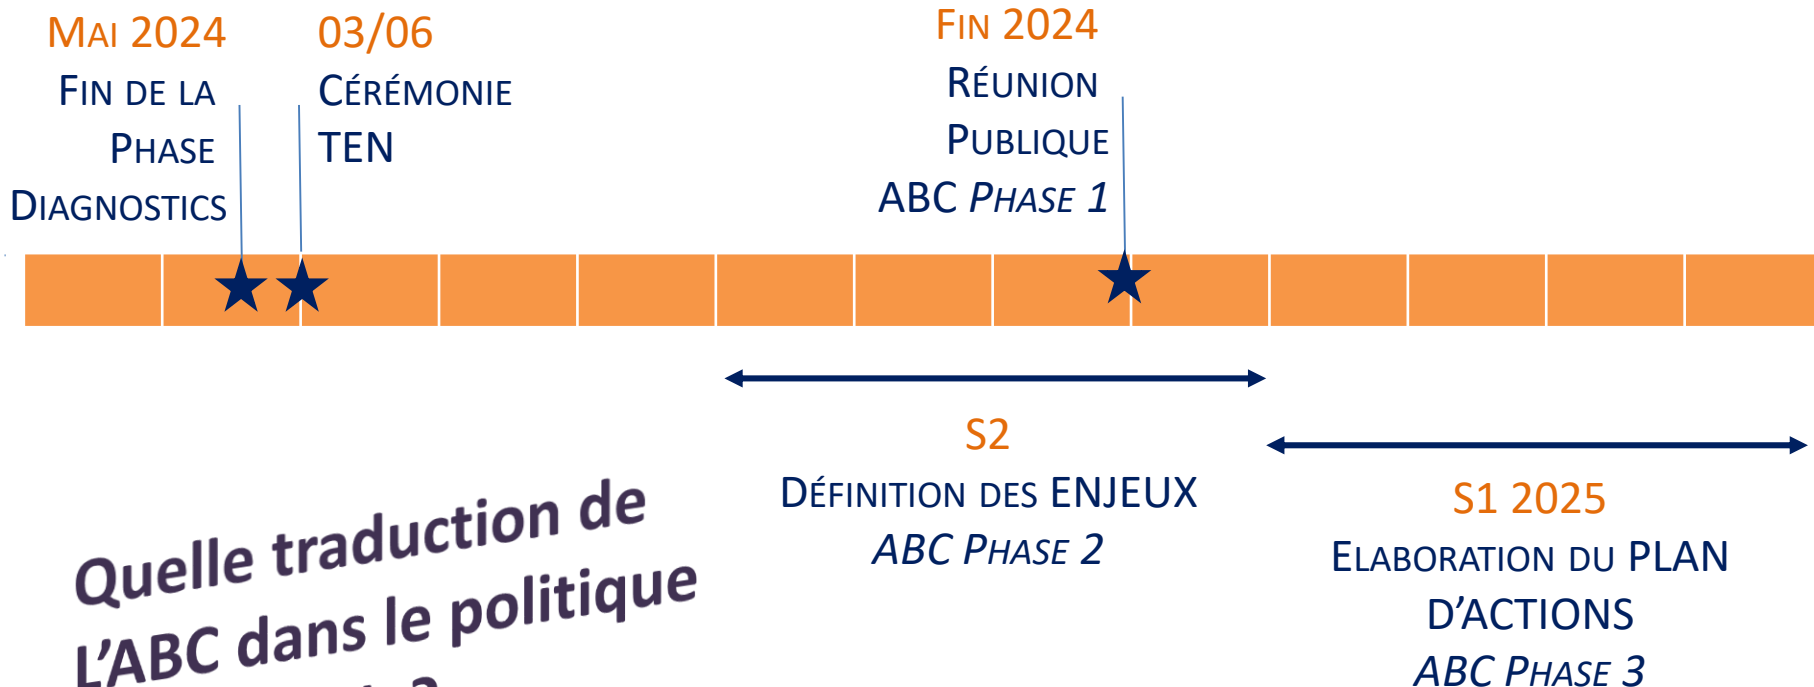 Mai 2024
Fin de la
Phase
Diagnostics
03/06
Cérémonie
TEN
Fin 2024
Réunion
Publique
ABC Phase 1
S2
Définition des ENJEUX
ABC Phase 2
S1 2025
Elaboration du PLAN
D’ACTIONS
ABC Phase 3
Quelle traduction de
L’ABC dans le politique
?